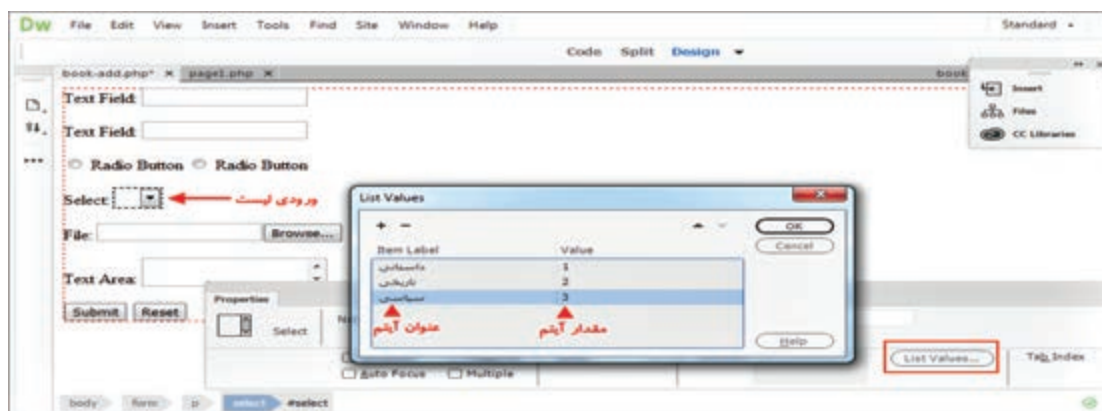 Dw File Edit View Insert Tools Find Site Window Help Standard
Code Split Design
book-add.php* × page1.php × book
Text Field:
Insert
Text Field:
Files
CC Libraries
Radio Button Radio Button
Select: ورودی لیست
List Values
File: Browse...
+ − OK
Item Label Value Cancel
داستانی 1
تاریخی 2
سیاسی 3
Text Area:
Properties
Submit Reset
Select
عنوان آیتم مقدار آیتم
Help
List Values... Tab Index
Auto Focus Multiple
body form p select #select